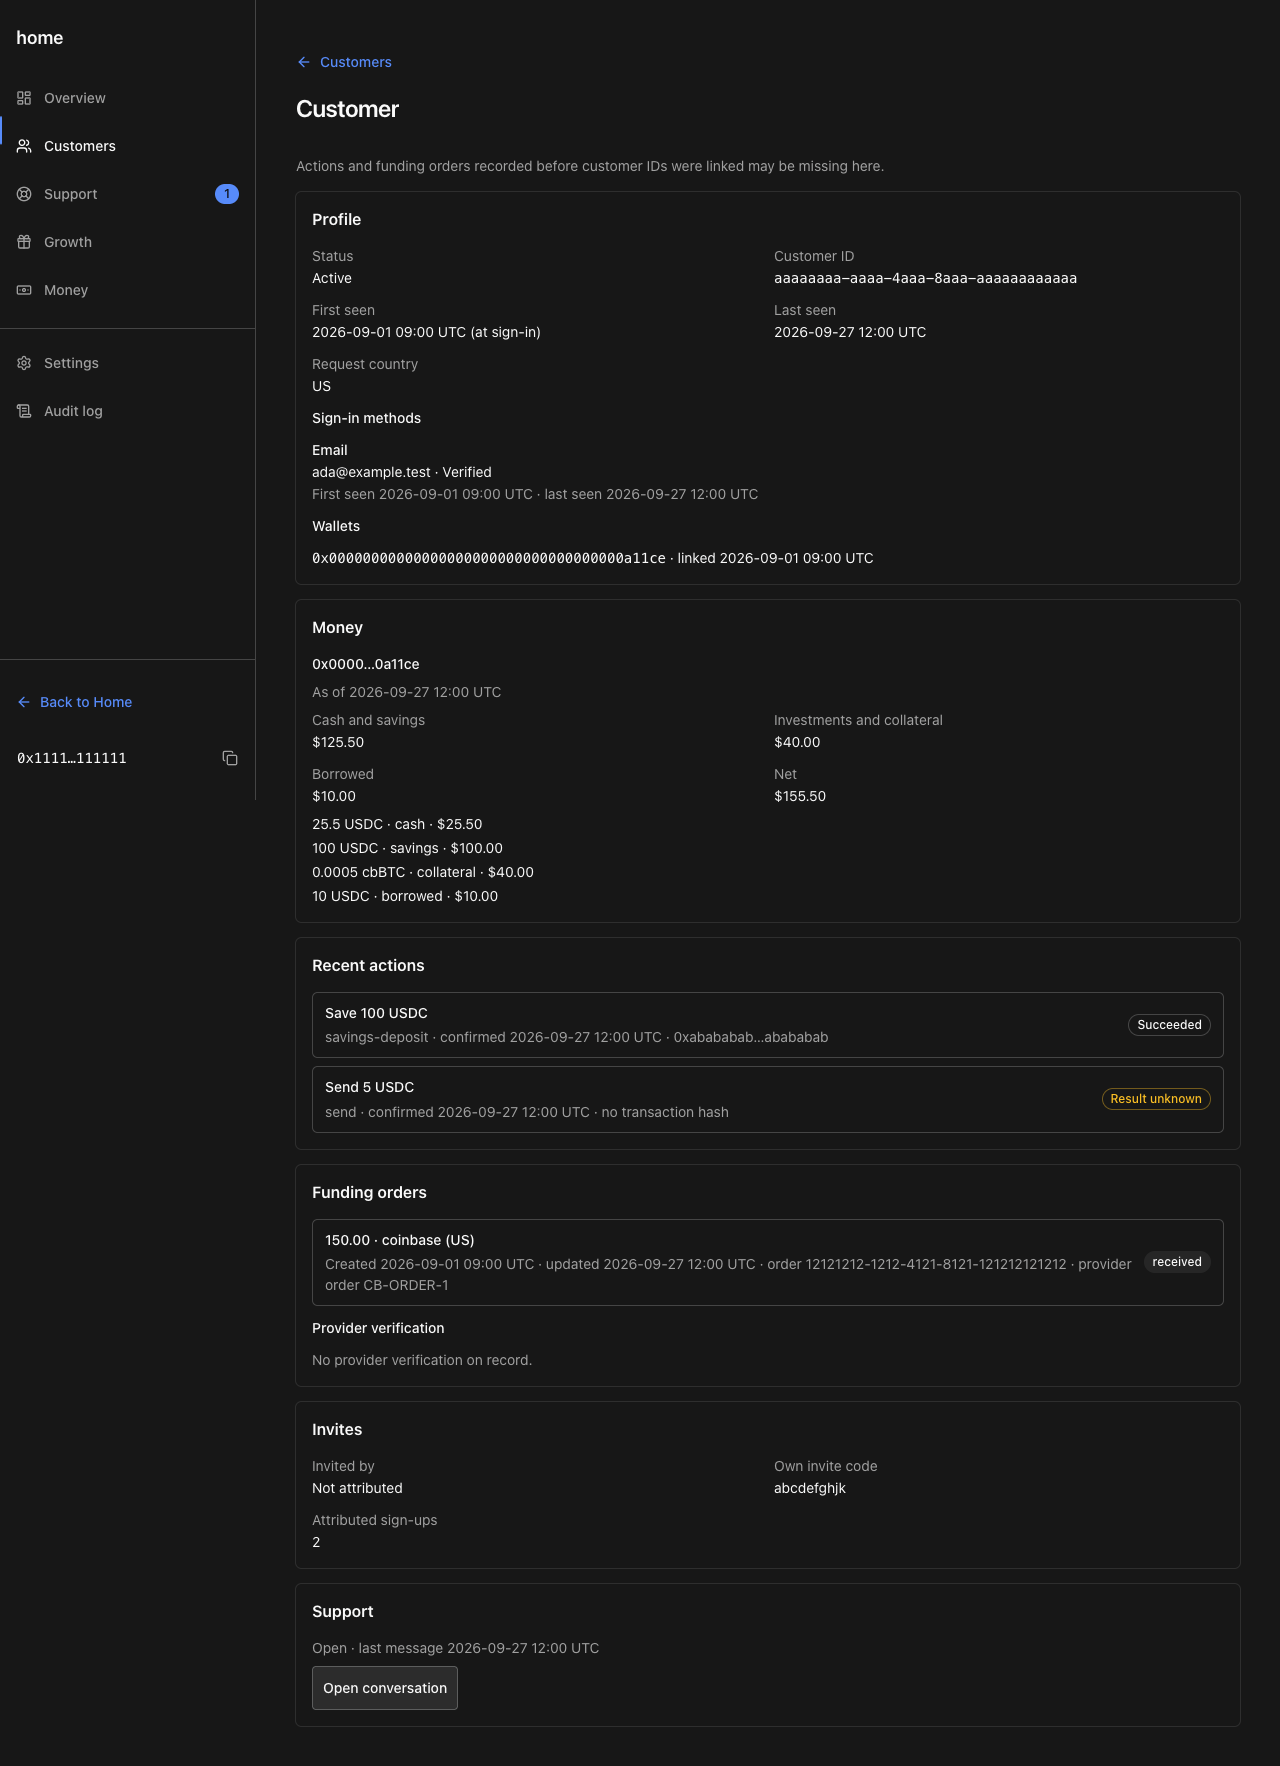 home
Overview
Customers
Support
1
Growth
Money
Settings
Audit log
Back to Home
0x1111…111111
Customers
Customer
Actions and funding orders recorded before customer IDs were linked may be missing here.
Profile
Status
Active
Customer ID
aaaaaaaa-aaaa-4aaa-8aaa-aaaaaaaaaaaa
First seen
2026-09-01 09:00 UTC (at sign-in)
Last seen
2026-09-27 12:00 UTC
Request country
US
Sign-in methods
Email
ada@example.test · Verified
First seen 2026-09-01 09:00 UTC · last seen 2026-09-27 12:00 UTC
Wallets
0x00000000000000000000000000000000000a11ce · linked 2026-09-01 09:00 UTC
Money
0x0000…0a11ce
As of 2026-09-27 12:00 UTC
Cash and savings
$125.50
Investments and collateral
$40.00
Borrowed
$10.00
Net
$155.50
25.5 USDC · cash · $25.50
100 USDC · savings · $100.00
0.0005 cbBTC · collateral · $40.00
10 USDC · borrowed · $10.00
Recent actions
Save 100 USDC
savings-deposit · confirmed 2026-09-27 12:00 UTC · 0xabababab…abababab
Succeeded
Send 5 USDC
send · confirmed 2026-09-27 12:00 UTC · no transaction hash
Result unknown
Funding orders
150.00 · coinbase (US)
Created 2026-09-01 09:00 UTC · updated 2026-09-27 12:00 UTC · order 12121212-1212-4121-8121-121212121212 · provider
order CB-ORDER-1
received
Provider verification
No provider verification on record.
Invites
Invited by
Not attributed
Own invite code
abcdefghjk
Attributed sign-ups
2
Support
Open · last message 2026-09-27 12:00 UTC
Open conversation